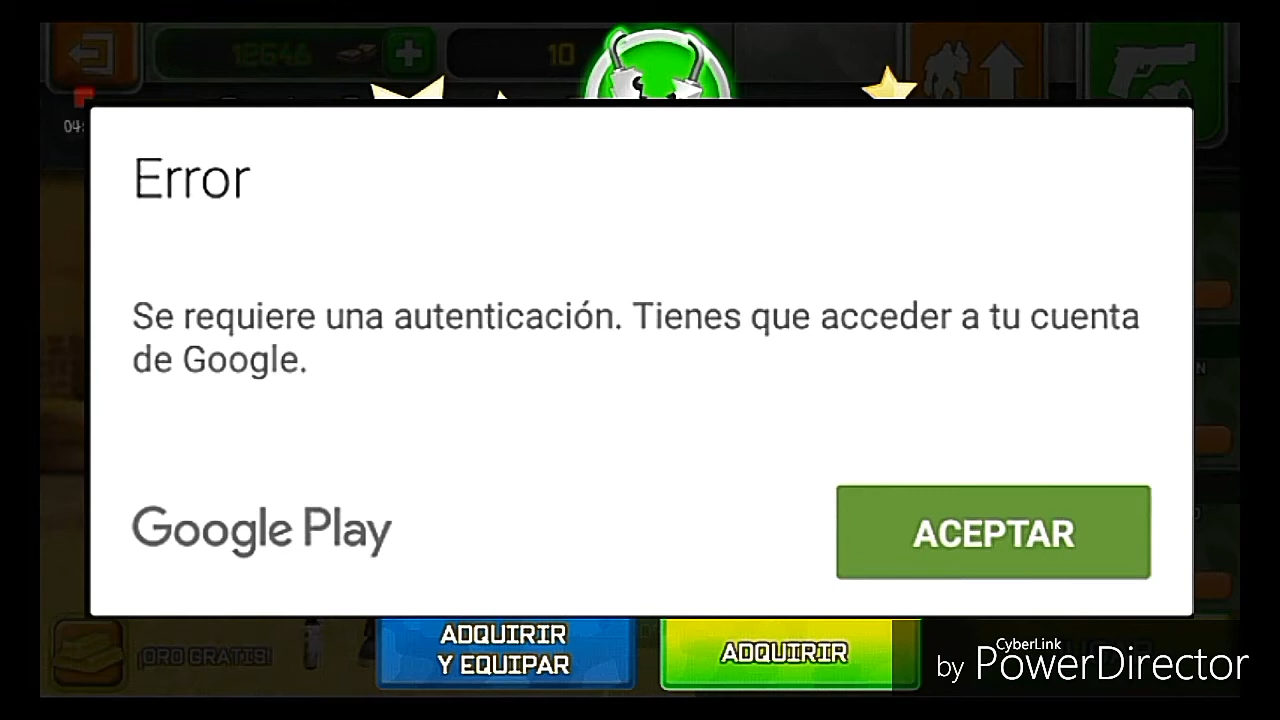 12646
10
04:
Error
Se requiere una autenticación. Tienes que acceder a tu cuenta
de Google.
Google Play
ACEPTAR
¡ORO GRATIS!
ADQUIRIR
Y EQUIPAR
ADQUIRIR
CyberLink
by PowerDirector